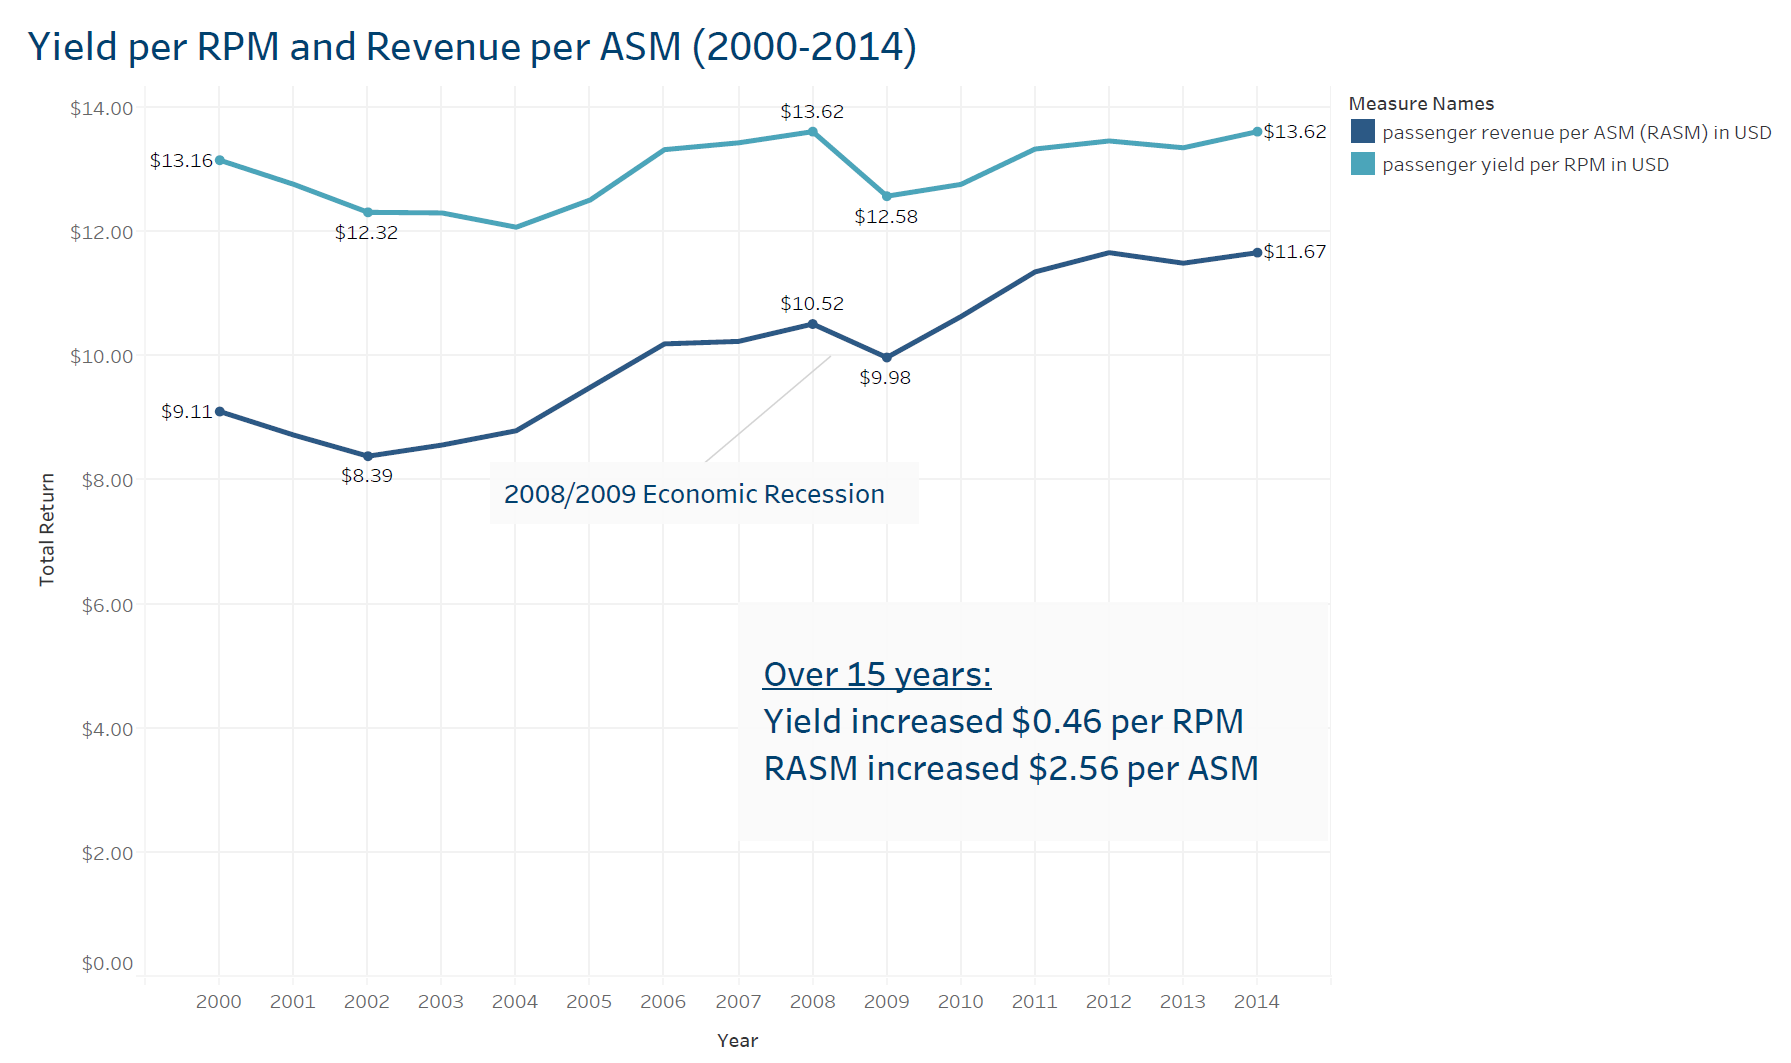 Yield per RPM and Revenue per ASM (2000-2014)
Measure Names
passenger revenue per ASM (RASM) in USD
passenger yield per RPM in USD
Total Return
$14.00
$12.00
$10.00
$8.00
$6.00
$4.00
$2.00
$0.00
$13.16
$12.32
$13.62
$12.58
$13.62
$9.11
$8.39
$10.52
$9.98
$11.67
2008/2009 Economic Recession
Over 15 years:
Yield increased $0.46 per RPM
RASM increased $2.56 per ASM
2000 2001 2002 2003 2004 2005 2006 2007 2008 2009 2010 2011 2012 2013 2014
Year